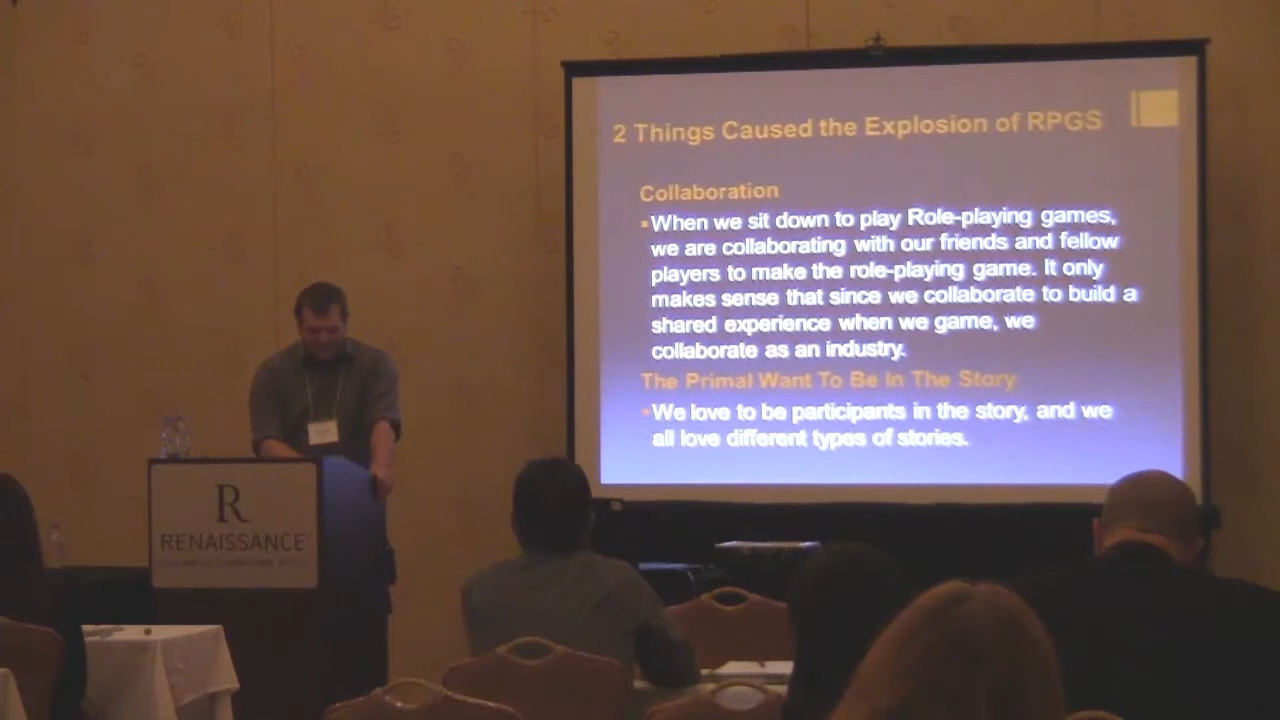 2 Things Caused the Explosion of RPGS
Collaboration
▪When we sit down to play Role-playing games,
we are collaborating with our friends and fellow
players to make the role-playing game. It only
makes sense that since we collaborate to build a
shared experience when we game, we
collaborate as an industry.
The Primal Want To Be In The Story
▪We love to be participants in the story, and we
all love different types of stories.
R
RENAISSANCE